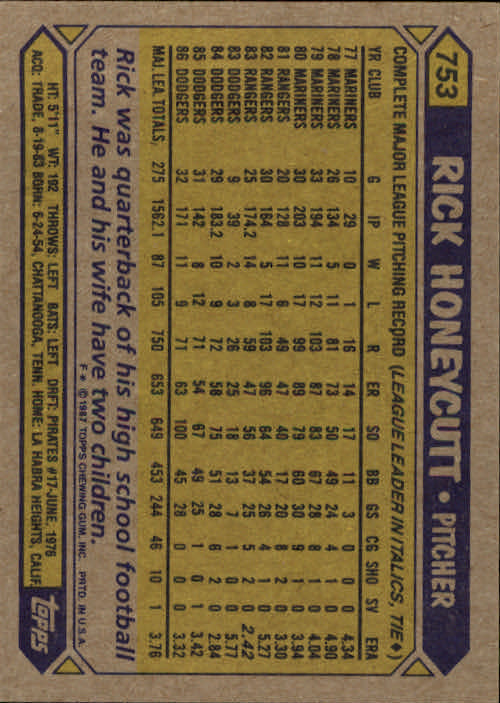 753 RICK HONEYCUTT • PITCHER
COMPLETE MAJOR LEAGUE PITCHING RECORD (LEAGUE LEADER IN ITALICS, TIE♦)
YR CLUB G IP W L R ER SO BB GS CG SHO SV ERA
77 MARINERS 10 29 0 1 16 14 17 11 3 0 0 0 4.34
78 MARINERS 26 134 5 11 81 73 50 49 24 4 1 0 4.90
79 MARINERS 33 194 11 12 103 87 83 67 28 8 1 0 4.04
80 MARINERS 30 203 10 17 99 89 79 60 30 9 1 0 3.94
81 RANGERS 20 128 11 6 49 47 40 17 20 8 2 0 3.30
82 RANGERS 30 164 5 17 103 96 64 54 26 4 1 0 5.27
83 RANGERS 25 174.2 14 8 59 47 56 37 25 5 2 0 2.42
83 DODGERS 9 39 2 3 26 25 18 13 7 1 0 0 5.77
84 DODGERS 29 183.2 10 9 72 58 75 51 28 6 2 0 2.84
85 DODGERS 31 142 8 12 71 54 67 49 25 1 0 1 3.42
86 DODGERS 32 171 11 9 71 63 100 45 28 0 0 0 3.32
MAJ. LEA. TOTALS, 275 1562.1 87 105 750 653 649 453 244 46 10 1 3.76
Rick was quarterback of his high school football
team. He and his wife have two children.
F* © 1987 TOPPS CHEWING GUM, INC. PRTD. IN U.S.A.
HT: 5'11" WT: 192 THROWS: LEFT BATS: LEFT DRFT: PIRATES #17-JUNE, 1976
ACQ: TRADE, 8-19-83 BORN: 6-24-54, CHATTANOOGA, TENN. HOME: LA HABRA HEIGHTS, CALIF.
TOPPS